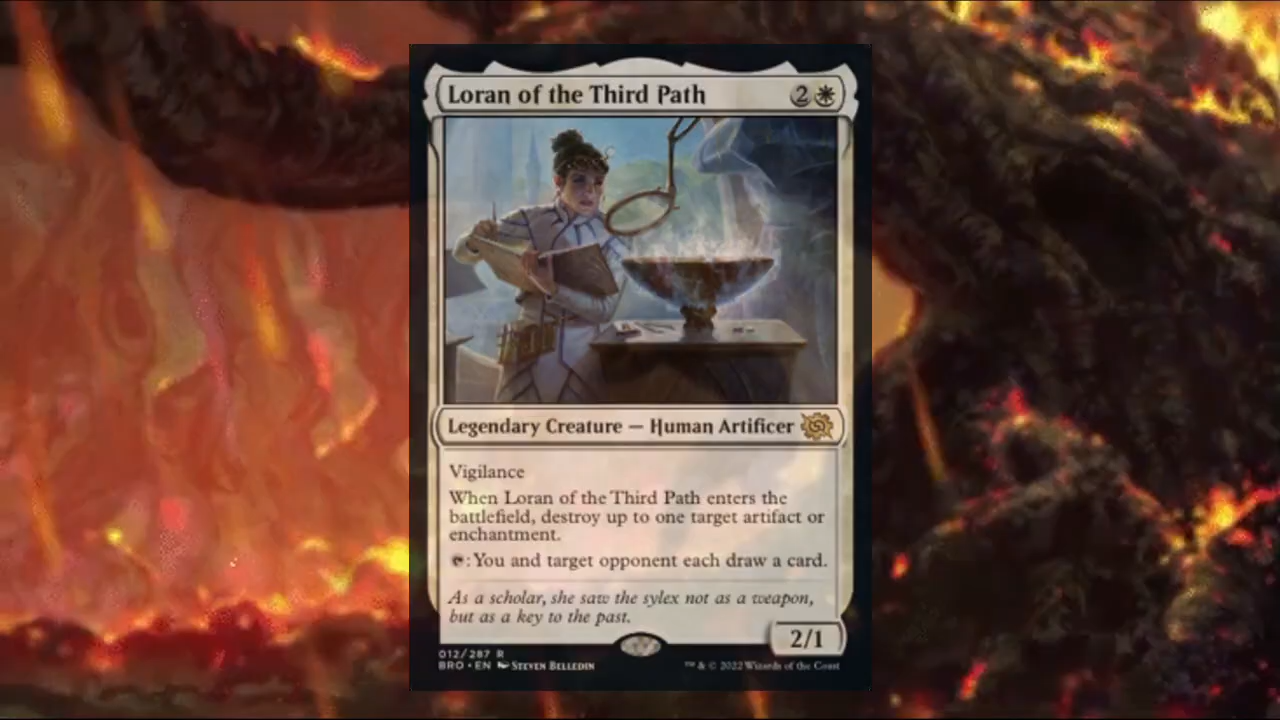 Loran of the Third Path 2
Legendary Creature — Human Artificer
Vigilance
When Loran of the Third Path enters the
battlefield, destroy up to one target artifact or
enchantment.
: You and target opponent each draw a card.
As a scholar, she saw the sylex not as a weapon,
but as a key to the past.
2/1
012/287 R
BRO • EN Steven Belledin
™ & © 2022 Wizards of the Coast